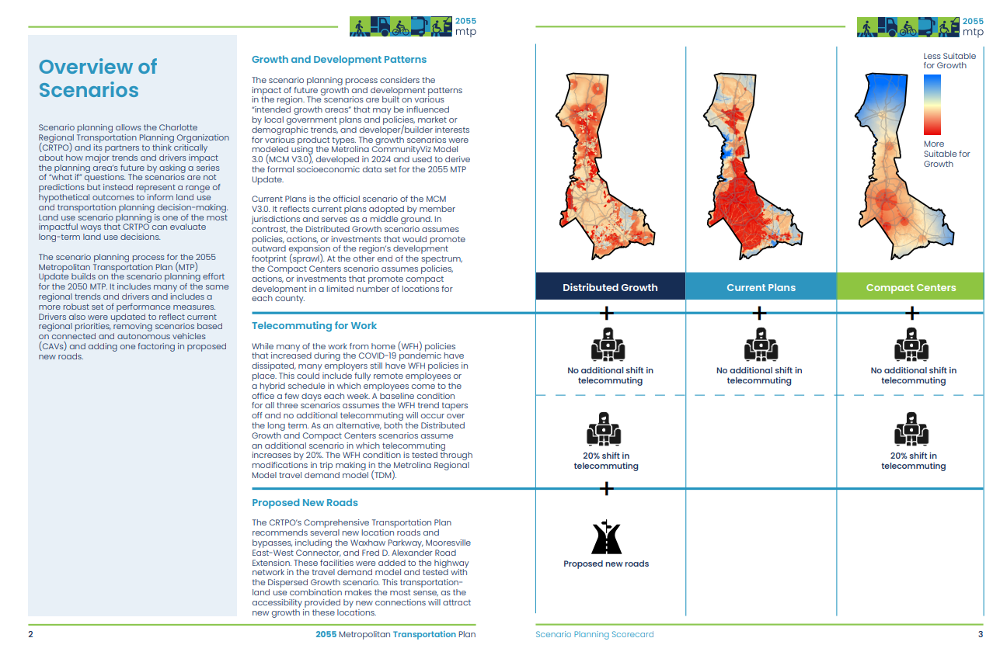 2055
mtp
Overview of
Scenarios
Scenario planning allows the Charlotte
Regional Transportation Planning Organization
(CRTPO) and its partners to think critically
about how major trends and drivers impact
the planning area's future by asking a series
of "what if" questions. The scenarios are not
predictions but instead represent a range of
hypothetical outcomes to inform land use
and transportation planning decision-making.
Land use scenario planning is one of the most
impactful ways that CRTPO can evaluate
long-term land use decisions.
The scenario planning process for the 2055
Metropolitan Transportation Plan (MTP)
Update builds on the scenario planning effort
for the 2050 MTP. It includes many of the same
regional trends and drivers and includes a
more robust set of performance measures.
Drivers also were updated to reflect current
regional priorities, removing scenarios based
on connected and autonomous vehicles
(CAVs) and adding one factoring in proposed
new roads.
Growth and Development Patterns
The scenario planning process considers the
impact of future growth and development patterns
in the region. The scenarios are built on various
"intended growth areas" that may be influenced
by local government plans and policies, market or
demographic trends, and developer/builder interests
for various product types. The growth scenarios were
modeled using the Metrolina CommunityViz Model
3.0 (MCM V3.0), developed in 2024 and used to derive
the formal socioeconomic data set for the 2055 MTP
Update.
Current Plans is the official scenario of the MCM
V3.0. It reflects current plans adopted by member
jurisdictions and serves as a middle ground. In
contrast, the Distributed Growth scenario assumes
policies, actions, or investments that would promote
outward expansion of the region's development
footprint (sprawl). At the other end of the spectrum,
the Compact Centers scenario assumes policies,
actions, or investments that promote compact
development in a limited number of locations for
each county.
Telecommuting for Work
While many of the work from home (WFH) policies
that increased during the COVID-19 pandemic have
dissipated, many employers still have WFH policies in
place. This could include fully remote employees or
a hybrid schedule in which employees come to the
office a few days each week. A baseline condition
for all three scenarios assumes the WFH trend tapers
off and no additional telecommuting will occur over
the long term. As an alternative, both the Distributed
Growth and Compact Centers scenarios assume
an additional scenario in which telecommuting
increases by 20%. The WFH condition is tested through
modifications in trip making in the Metrolina Regional
Model travel demand model (TDM).
Proposed New Roads
The CRTPO's Comprehensive Transportation Plan
recommends several new location roads and
bypasses, including the Waxhaw Parkway, Mooresville
East-West Connector, and Fred D. Alexander Road
Extension. These facilities were added to the highway
network in the travel demand model and tested with
the Dispersed Growth scenario. This transportation-
land use combination makes the most sense, as the
accessibility provided by new connections will attract
new growth in these locations.
2
2055 Metropolitan Transportation Plan
2055
mtp
Less Suitable
for Growth
More
Suitable for
Growth
Distributed Growth
Current Plans
Compact Centers
+
+
+
No additional shift in
telecommuting
No additional shift in
telecommuting
No additional shift in
telecommuting
20% shift in
telecommuting
20% shift in
telecommuting
+
Proposed new roads
Scenario Planning Scorecard
3